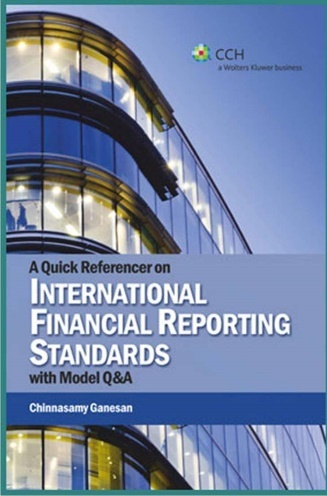 CCH
a Wolters Kluwer business
A Quick Referencer on
INTERNATIONAL
FINANCIAL REPORTING
STANDARDS
with Model Q&A
Chinnasamy Ganesan